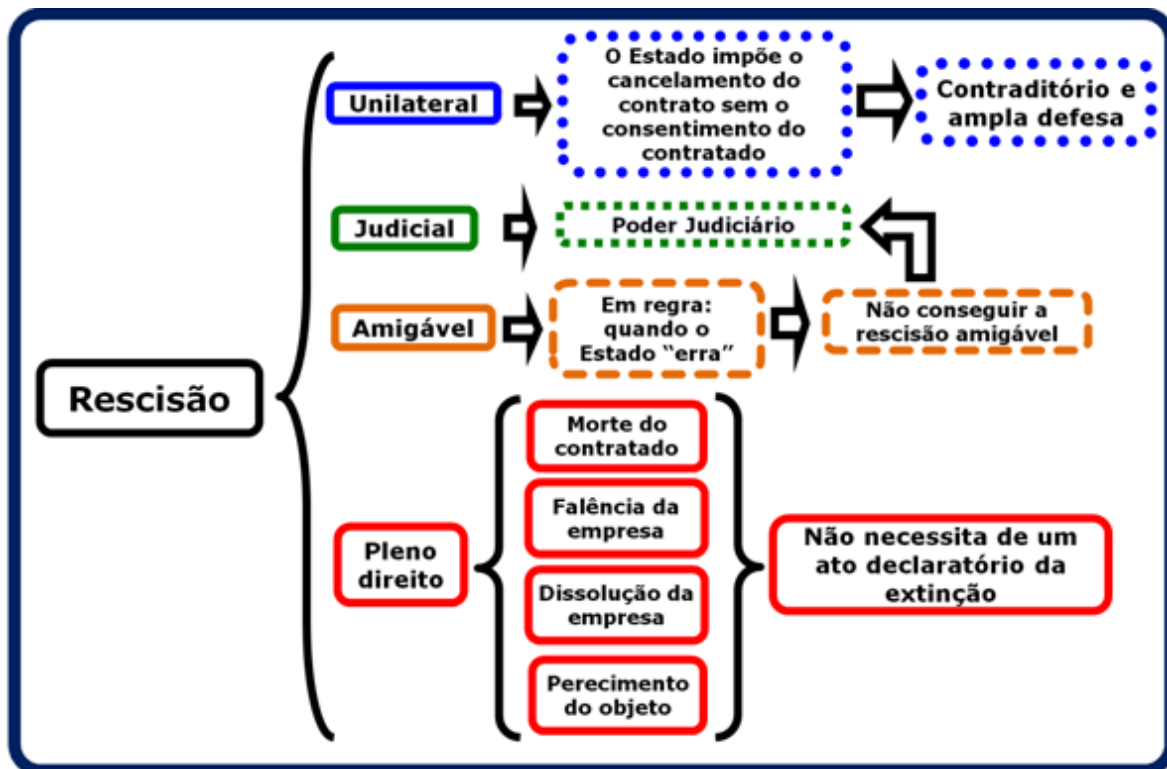 Rescisão
Unilateral
O Estado impõe o
cancelamento do
contrato sem o
consentimento do
contratado
Contraditório e
ampla defesa
Judicial
Poder Judiciário
Amigável
Em regra:
quando o
Estado “erra”
Não conseguir a
rescisão amigável
Pleno
direito
Morte do
contratado
Falência da
empresa
Dissolução da
empresa
Perecimento
do objeto
Não necessita de um
ato declaratório da
extinção